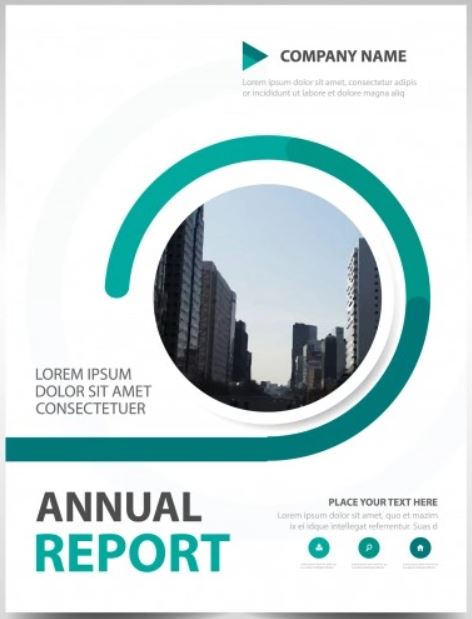 COMPANY NAME
Lorem ipsum dolor sit amet, consectetur adipis
or incididunt ut labore et dolore magna aliq
LOREM IPSUM
DOLOR SIT AMET
CONSECTETUER
ANNUAL
REPORT
PLACE YOUR TEXT HERE
Lorem ipsum dolor sit amet, quo et mazim
ix ei idque intellegat referrentur. Suas d